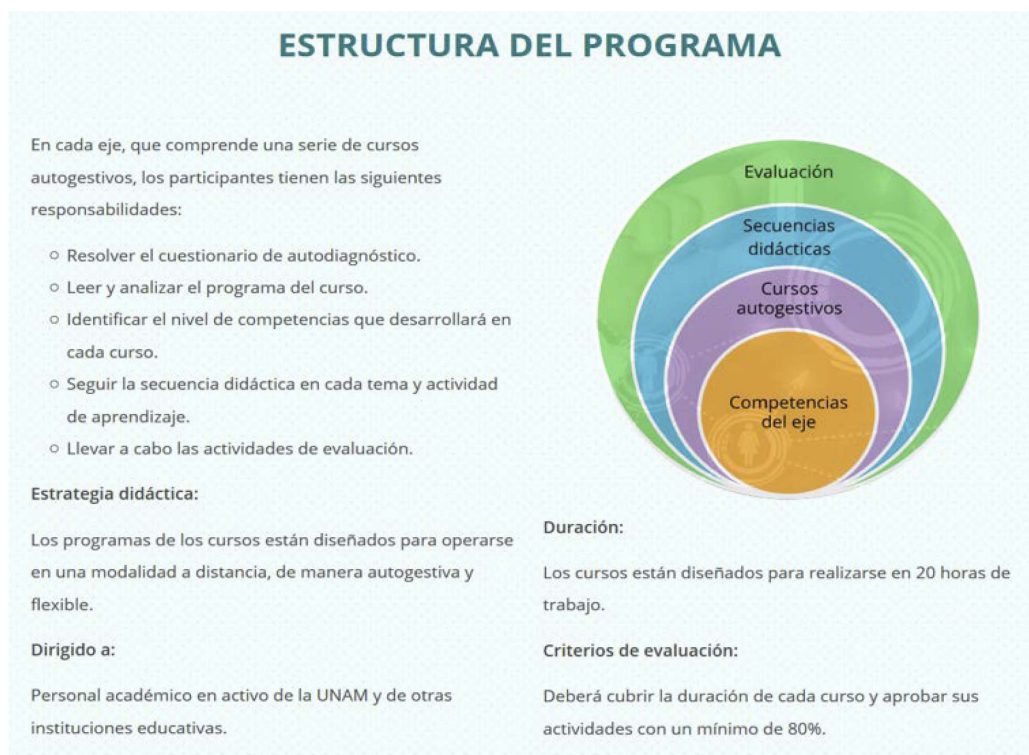 ESTRUCTURA DEL PROGRAMA
En cada eje, que comprende una serie de cursos
autogestivos, los participantes tienen las siguientes
responsabilidades:
○ Resolver el cuestionario de autodiagnóstico.
○ Leer y analizar el programa del curso.
○ Identificar el nivel de competencias que desarrollará en
cada curso.
○ Seguir la secuencia didáctica en cada tema y actividad
de aprendizaje.
○ Llevar a cabo las actividades de evaluación.
Estrategia didáctica:
Los programas de los cursos están diseñados para operarse
en una modalidad a distancia, de manera autogestiva y
flexible.
Dirigido a:
Personal académico en activo de la UNAM y de otras
instituciones educativas.
Evaluación
Secuencias
didácticas
Cursos
autogestivos
Competencias
del eje
Duración:
Los cursos están diseñados para realizarse en 20 horas de
trabajo.
Criterios de evaluación:
Deberá cubrir la duración de cada curso y aprobar sus
actividades con un mínimo de 80%.